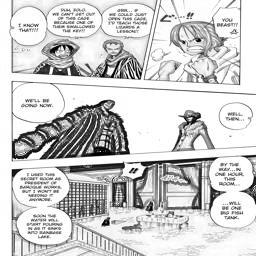 YOU
BEAST!!
GRR... IF
WE COULD
JUST OPEN
THIS CAGE,
I'D TEACH
THOSE
LIZARDS A
LESSON!
DUH, ZOLO.
WE CAN'T GET
OUT OF THIS CAGE
BECAUSE ONE
OF THEM
SWALLOWED
THE KEY!!
I KNOW
THAT!!!
WELL,
THEN...
WE'LL BE
GOING NOW.
BY THE
WAY...IN
ONE
HOUR,
THIS
ROOM...
...WILL BE
ONE BIG
FISH TANK.
!!
I USED THIS
SECRET ROOM AS
PRESIDENT OF
BAROQUE WORKS,
BUT I WON'T BE
NEEDING IT
ANYMORE.
SOON THE
WATER WILL
START POURING
IN AS IT SINKS
INTO RAINBASE
LAKE.